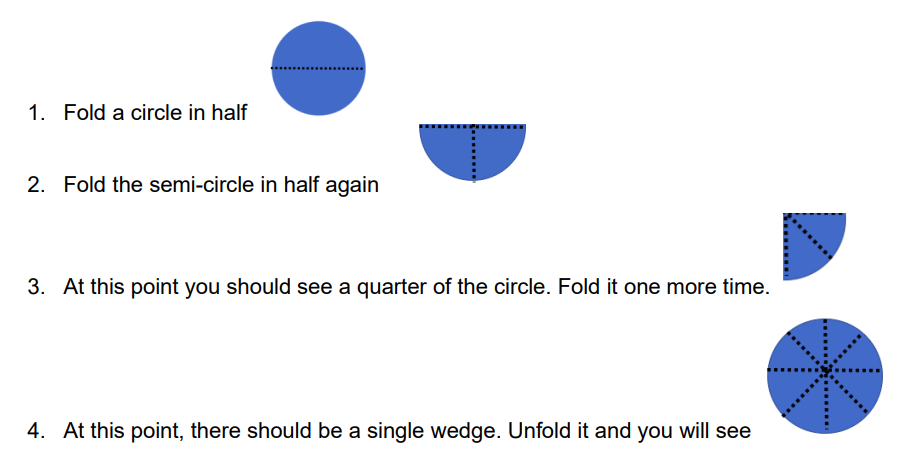 1. Fold a circle in half
2. Fold the semi-circle in half again
3. At this point you should see a quarter of the circle. Fold it one more time.
4. At this point, there should be a single wedge. Unfold it and you will see